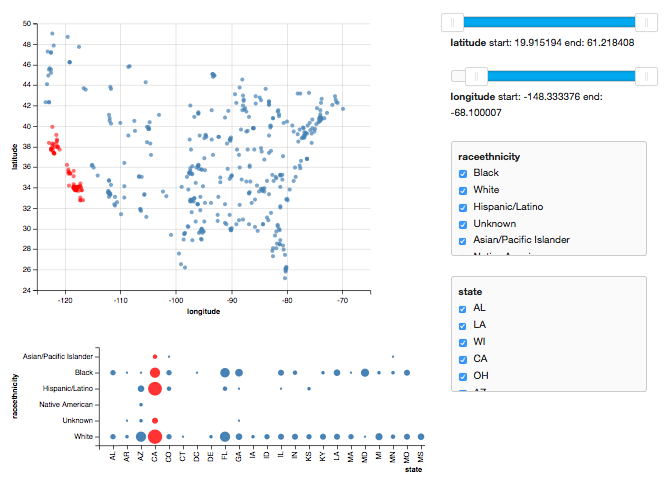 50
48
46
44
42
40
38
36
34
32
30
28
26
24
latitude
-120
-110
-100
-90
-80
-70
longitude
latitude start: 19.915194 end: 61.218408
longitude start: -148.333376 end:
-68.100007
raceethnicity
Black
White
Hispanic/Latino
Unknown
Asian/Pacific Islander
state
AL
LA
WI
CA
OH
raceethnicity
Asian/Pacific Islander
Black
Hispanic/Latino
Native American
Unknown
White
AL
AR
AZ
CA
CO
CT
DC
DE
FL
GA
IA
ID
IL
IN
KS
KY
LA
MA
MD
MI
MN
MO
MS
state